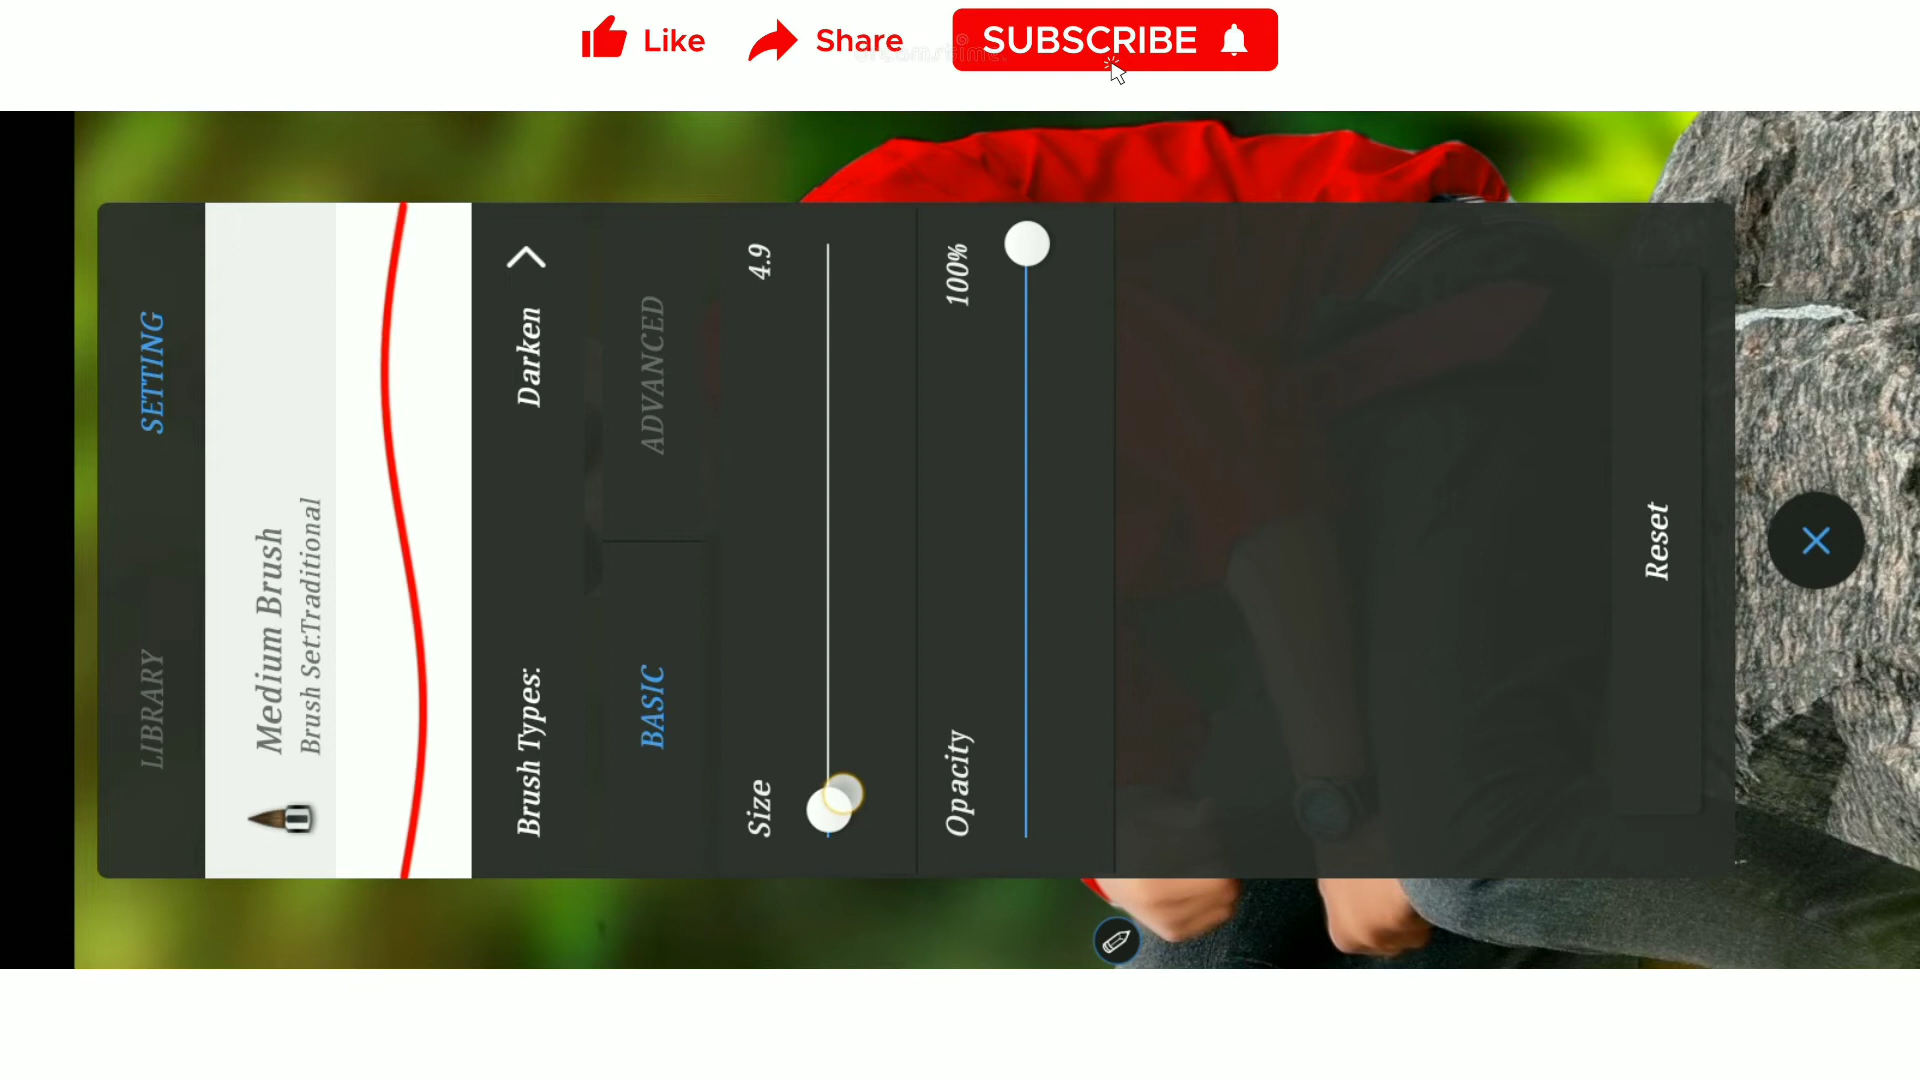 Like
Share
SUBSCRIBE
LIBRARY
SETTING
Medium Brush
Brush Set:Traditional
Brush Types:
Darken
BASIC
ADVANCED
Size
4.9
Opacity
100%
Reset